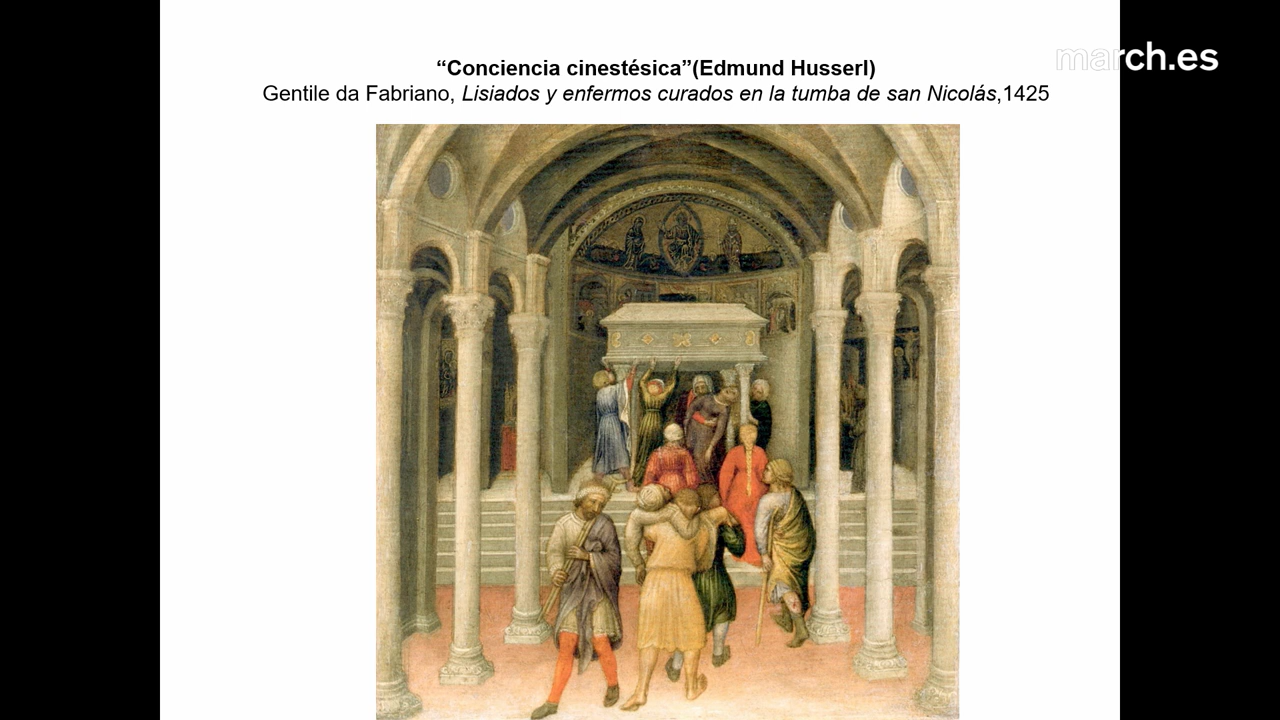 march.es
“Conciencia cinestésica”(Edmund Husserl)
Gentile da Fabriano, Lisiados y enfermos curados en la tumba de san Nicolás,1425